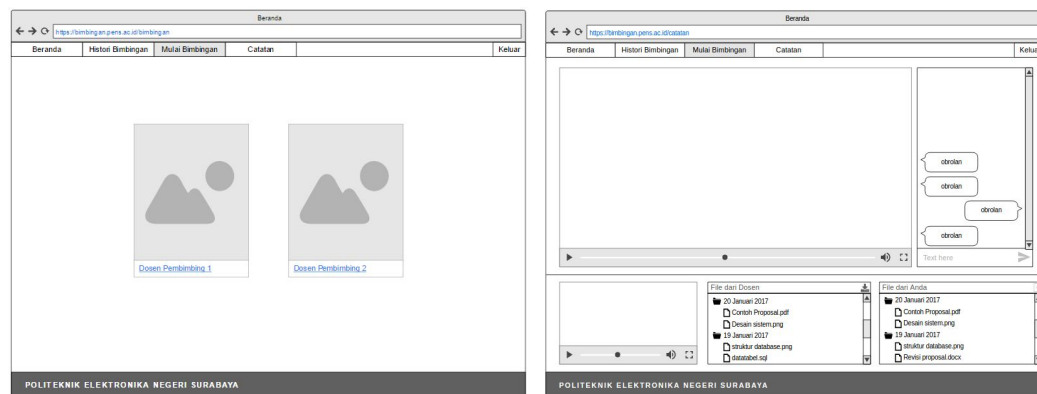 Beranda
https://bimbingan.pens.ac.id/bimbingan
Beranda Histori Bimbingan Mulai Bimbingan Catatan Keluar
Dosen Pembimbing 1 Dosen Pembimbing 2
POLITEKNIK ELEKTRONIKA NEGERI SURABAYA
Beranda
https://bimbingan.pens.ac.id/catatan
Beranda Histori Bimbingan Mulai Bimbingan Catatan Keluar
obrolan
obrolan
obrolan
obrolan
Text here
File dari Dosen
20 Januari 2017
Contoh Proposal.pdf
Desain sistem.png
19 Januari 2017
struktur database.png
datatabel.sql
File dari Anda
20 Januari 2017
Contoh Proposal.pdf
Desain sistem.png
19 Januari 2017
struktur database.png
Revisi proposal.docx
POLITEKNIK ELEKTRONIKA NEGERI SURABAYA